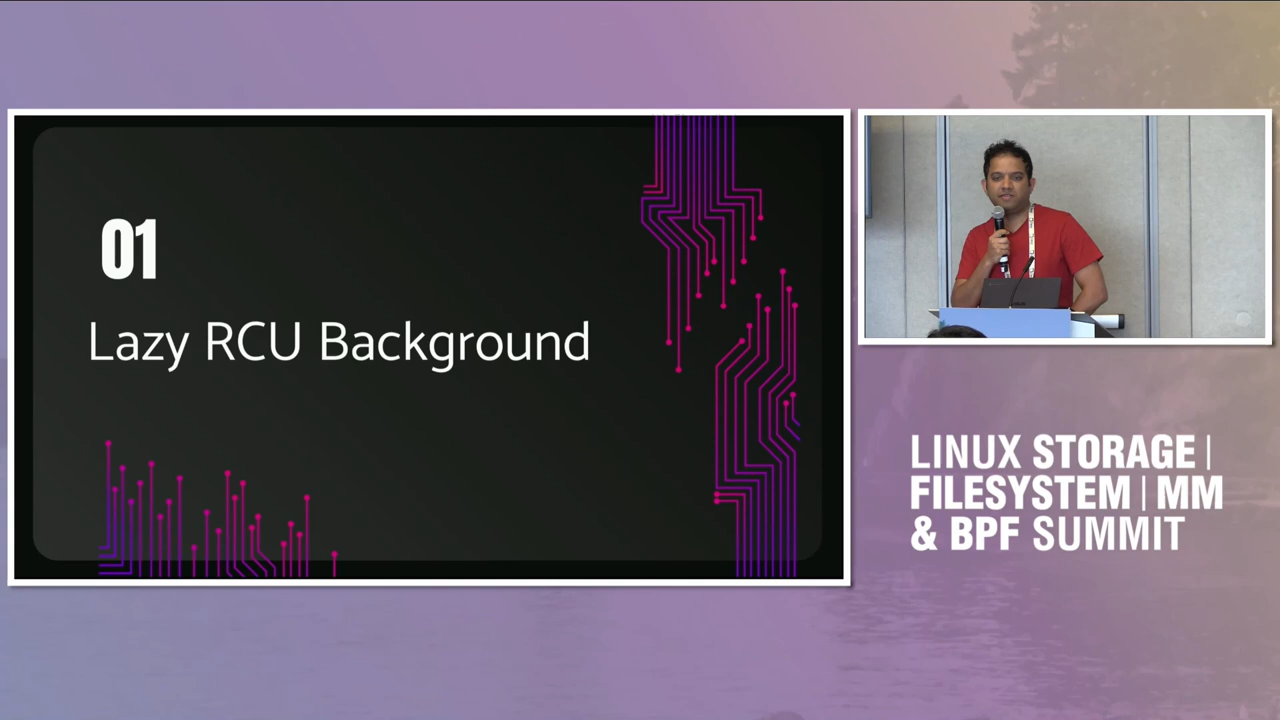 01
Lazy RCU Background
LINUX STORAGE |
FILESYSTEM | MM
& BPF SUMMIT